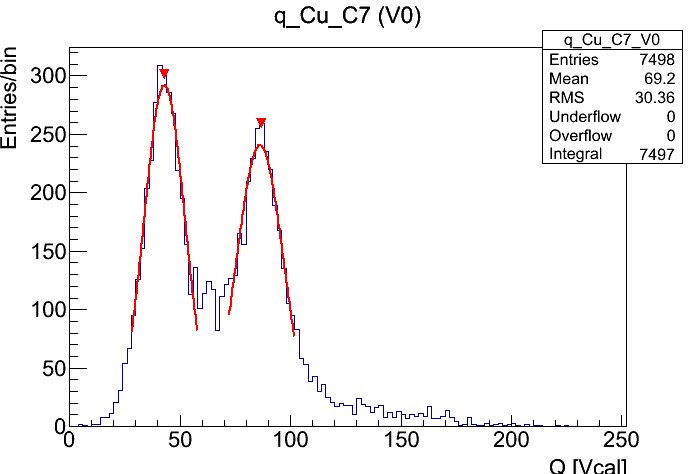 q_Cu_C7 (V0)
q_Cu_C7_V0
Entries 7498
Mean 69.2
RMS 30.36
Underflow 0
Overflow 0
Integral 7497
Entries/bin
300
250
200
150
100
50
0
0 50 100 150 200 250
Q [Vcal]